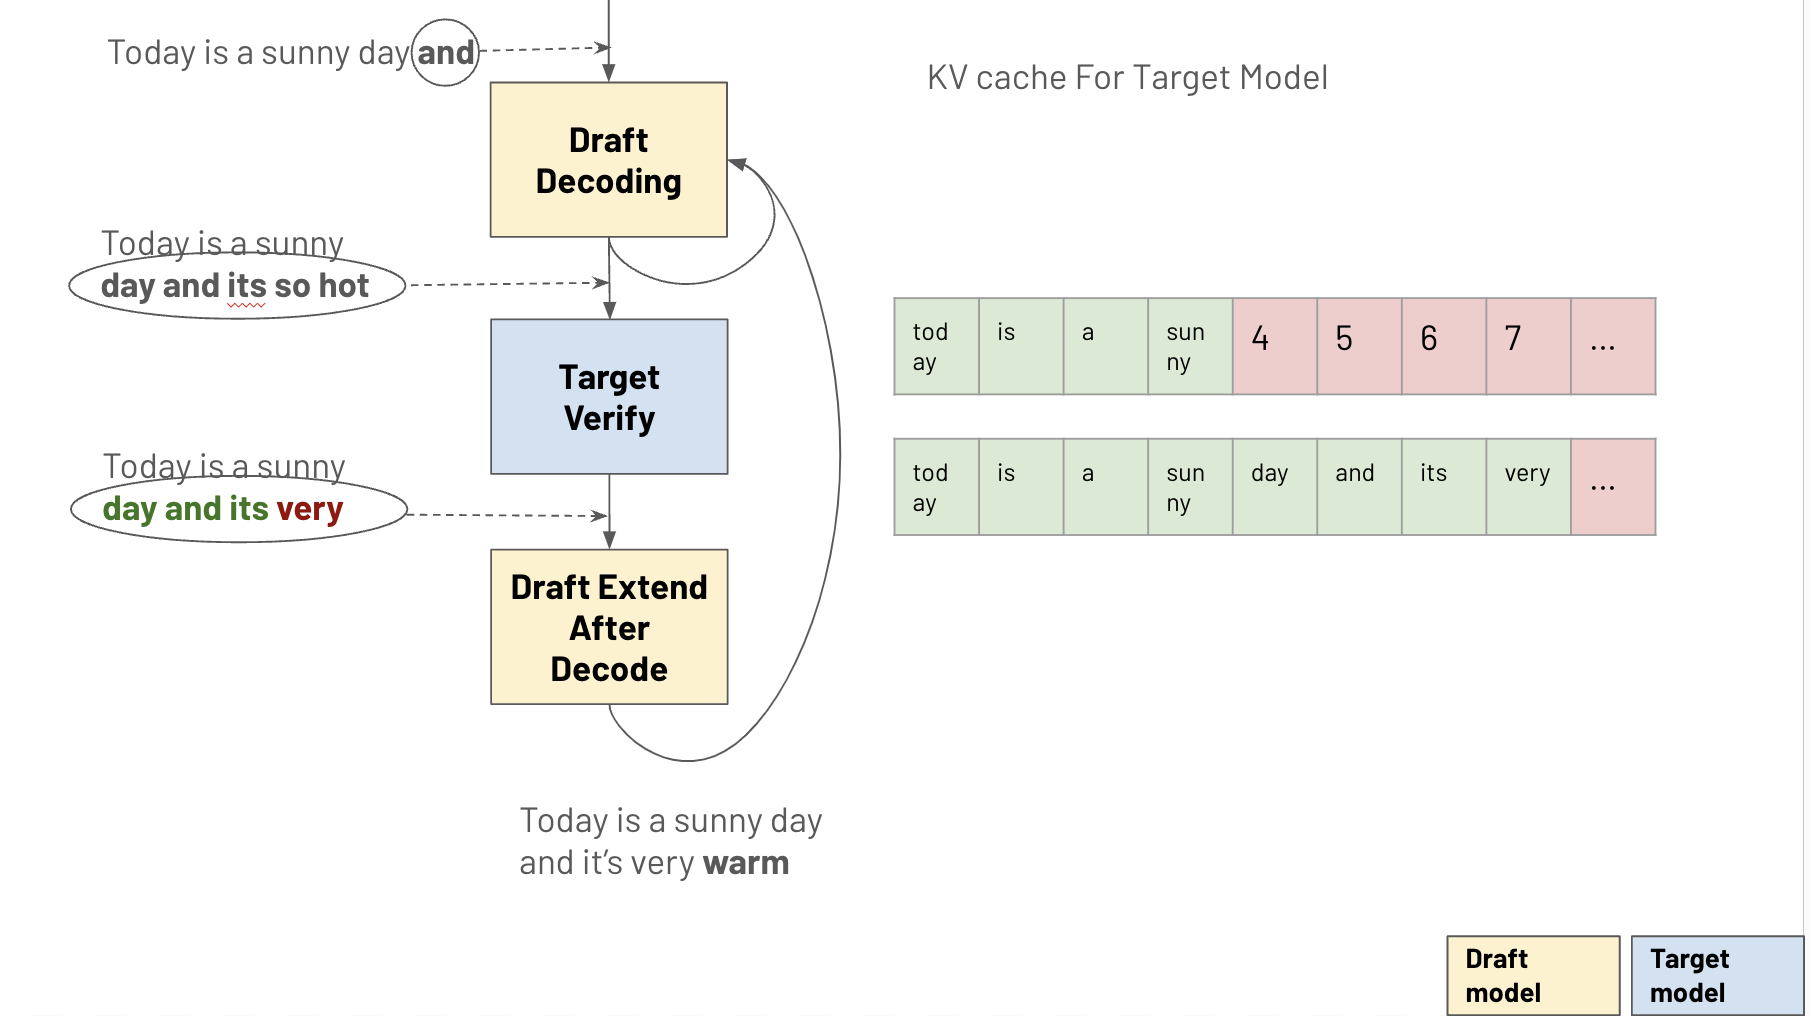 Today is a sunny day and
KV cache For Target Model
Draft
Decoding
Today is a sunny
day and its so hot
tod
ay
is
a
sun
ny
4
5
6
7
...
Target
Verify
Today is a sunny
day and its very
tod
ay
is
a
sun
ny
day
and
its
very
...
Draft Extend
After
Decode
Today is a sunny day
and it’s very warm
Draft
model
Target
model